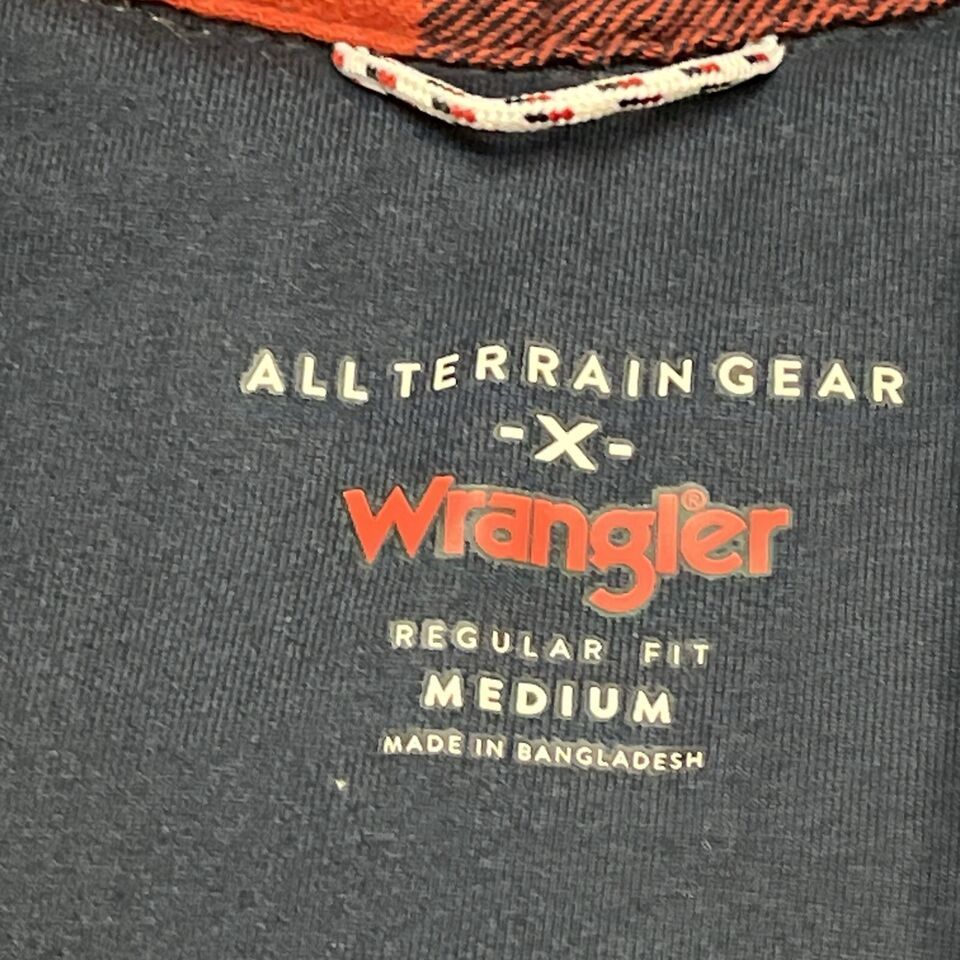 ALL TERRAIN GEAR
-X-
Wrangler®
REGULAR FIT
MEDIUM
MADE IN BANGLADESH